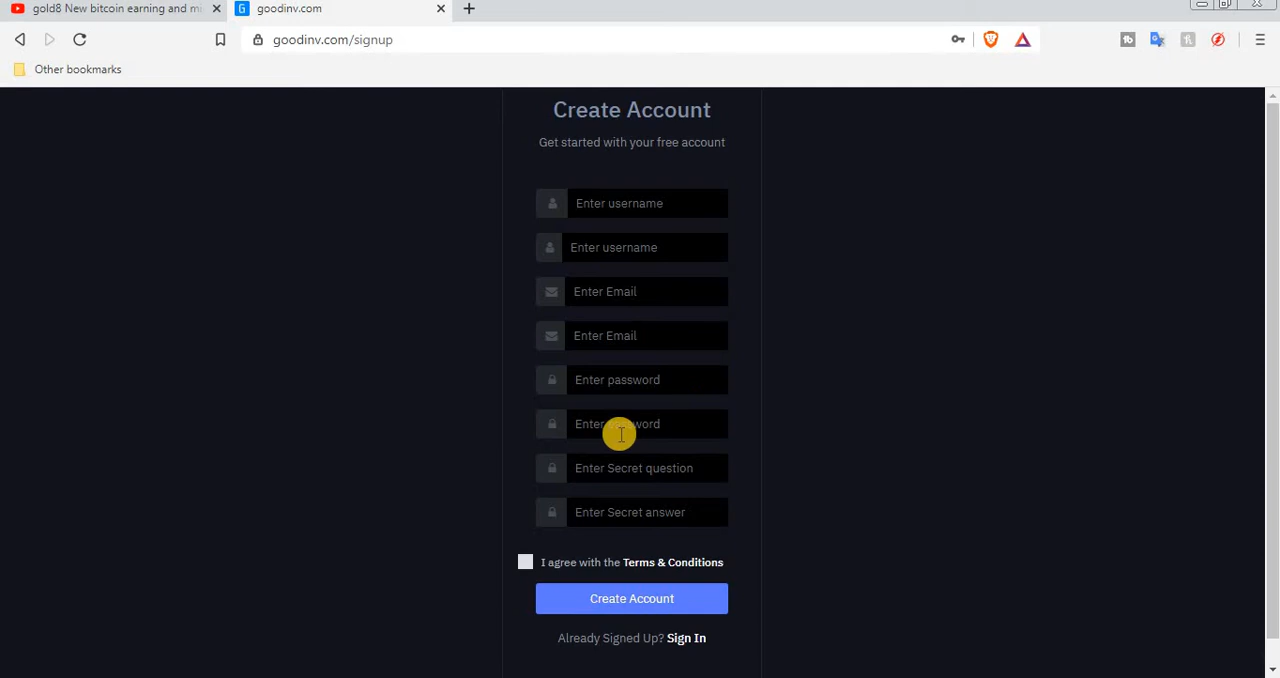 gold8 New bitcoin earning and mi
goodinv.com
goodinv.com/signup
Other bookmarks
Create Account
Get started with your free account
Enter username
Enter username
Enter Email
Enter Email
Enter password
Enter password
Enter Secret question
Enter Secret answer
I agree with the Terms & Conditions
Create Account
Already Signed Up? Sign In